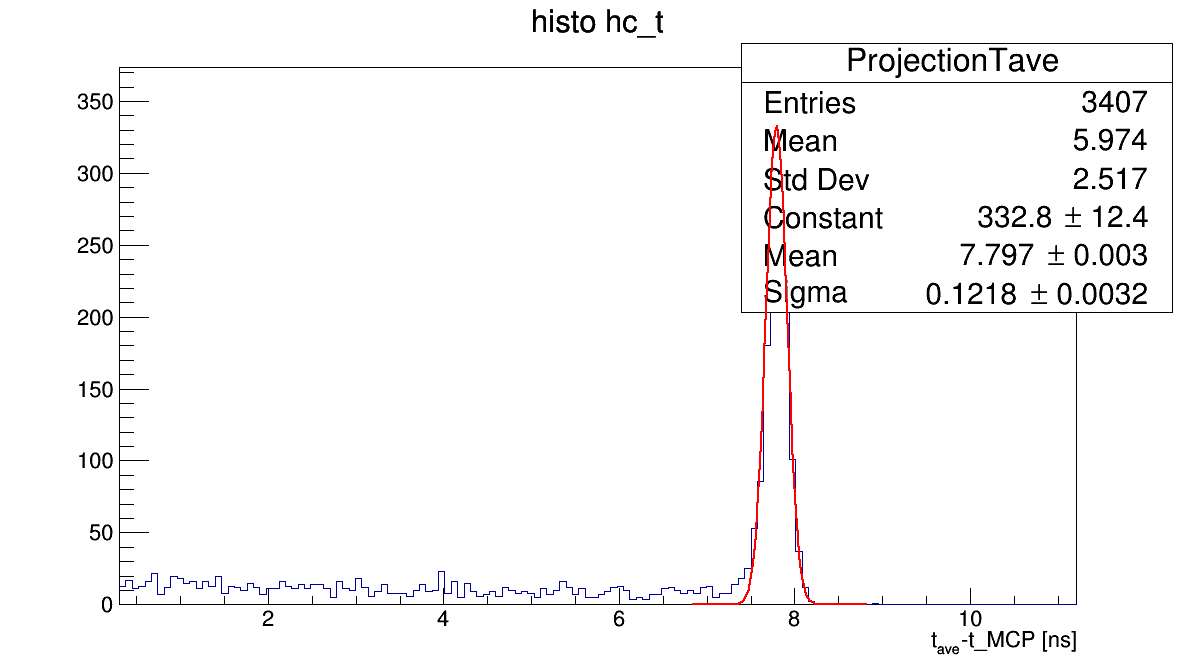 histo hc_t
ProjectionTave
Entries 3407
Mean 5.974
Std Dev 2.517
Constant 332.8 ± 12.4
Mean 7.797 ± 0.003
Sigma 0.1218 ± 0.0032
350
300
250
200
150
100
50
0
2 4 6 8 10
tave-t_MCP [ns]